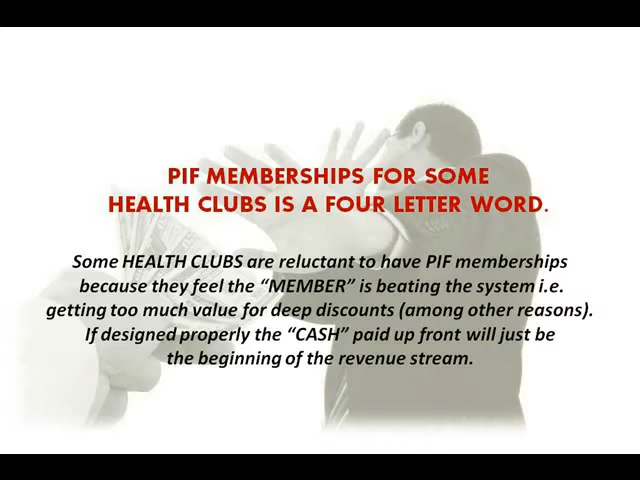 PIF MEMBERSHIPS FOR SOME
HEALTH CLUBS IS A FOUR LETTER WORD.
Some HEALTH CLUBS are reluctant to have PIF memberships
because they feel the “MEMBER” is beating the system i.e.
getting too much value for deep discounts (among other reasons).
If designed properly the “CASH” paid up front will just be
the beginning of the revenue stream.